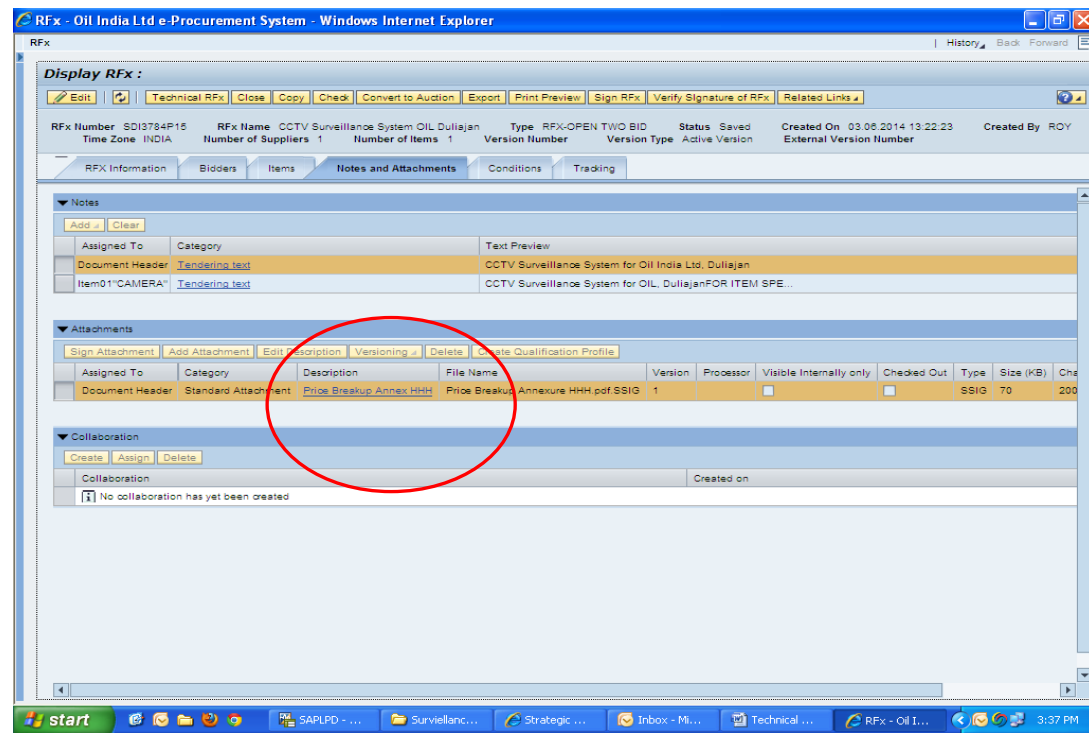 RFx - Oil India Ltd e-Procurement System - Windows Internet Explorer
RFx | History Back Forward
Display RFx :
Edit | Technical RFx Close Copy Check Convert to Auction Export Print Preview Sign RFx Verify Signature of RFx Related Links
RFx Number SDI3784P15 RFx Name CCTV Surveillance System OIL Duliajan Type RFX-OPEN TWO BID Status Saved Created On 03.06.2014 13:22:23 Created By ROY
Time Zone INDIA Number of Suppliers 1 Number of Items 1 Version Number Version Type Active Version External Version Number
RFX Information Bidders Items Notes and Attachments Conditions Tracking
Notes
Add Clear
Assigned To Category Text Preview
Document Header Tendering text CCTV Surveillance System for Oil India Ltd, Duliajan
Item01"CAMERA" Tendering text CCTV Surveillance System for OIL, DuliajanFOR ITEM SPE...
Attachments
Sign Attachment Add Attachment Edit Description Versioning Delete Create Qualification Profile
Assigned To Category Description File Name Version Processor Visible Internally only Checked Out Type Size (KB) Cha
Document Header Standard Attachment Price Breakup Annex HHH Price Breakup Annexure HHH.pdf.SSIG 1 SSIG 70 200
Collaboration
Create Assign Delete
Collaboration Created on
No collaboration has yet been created
start SAPLPD - ... Surviellanc... Strategic ... Inbox - Mi... Technical ... RFx - Oil I... 3:37 PM